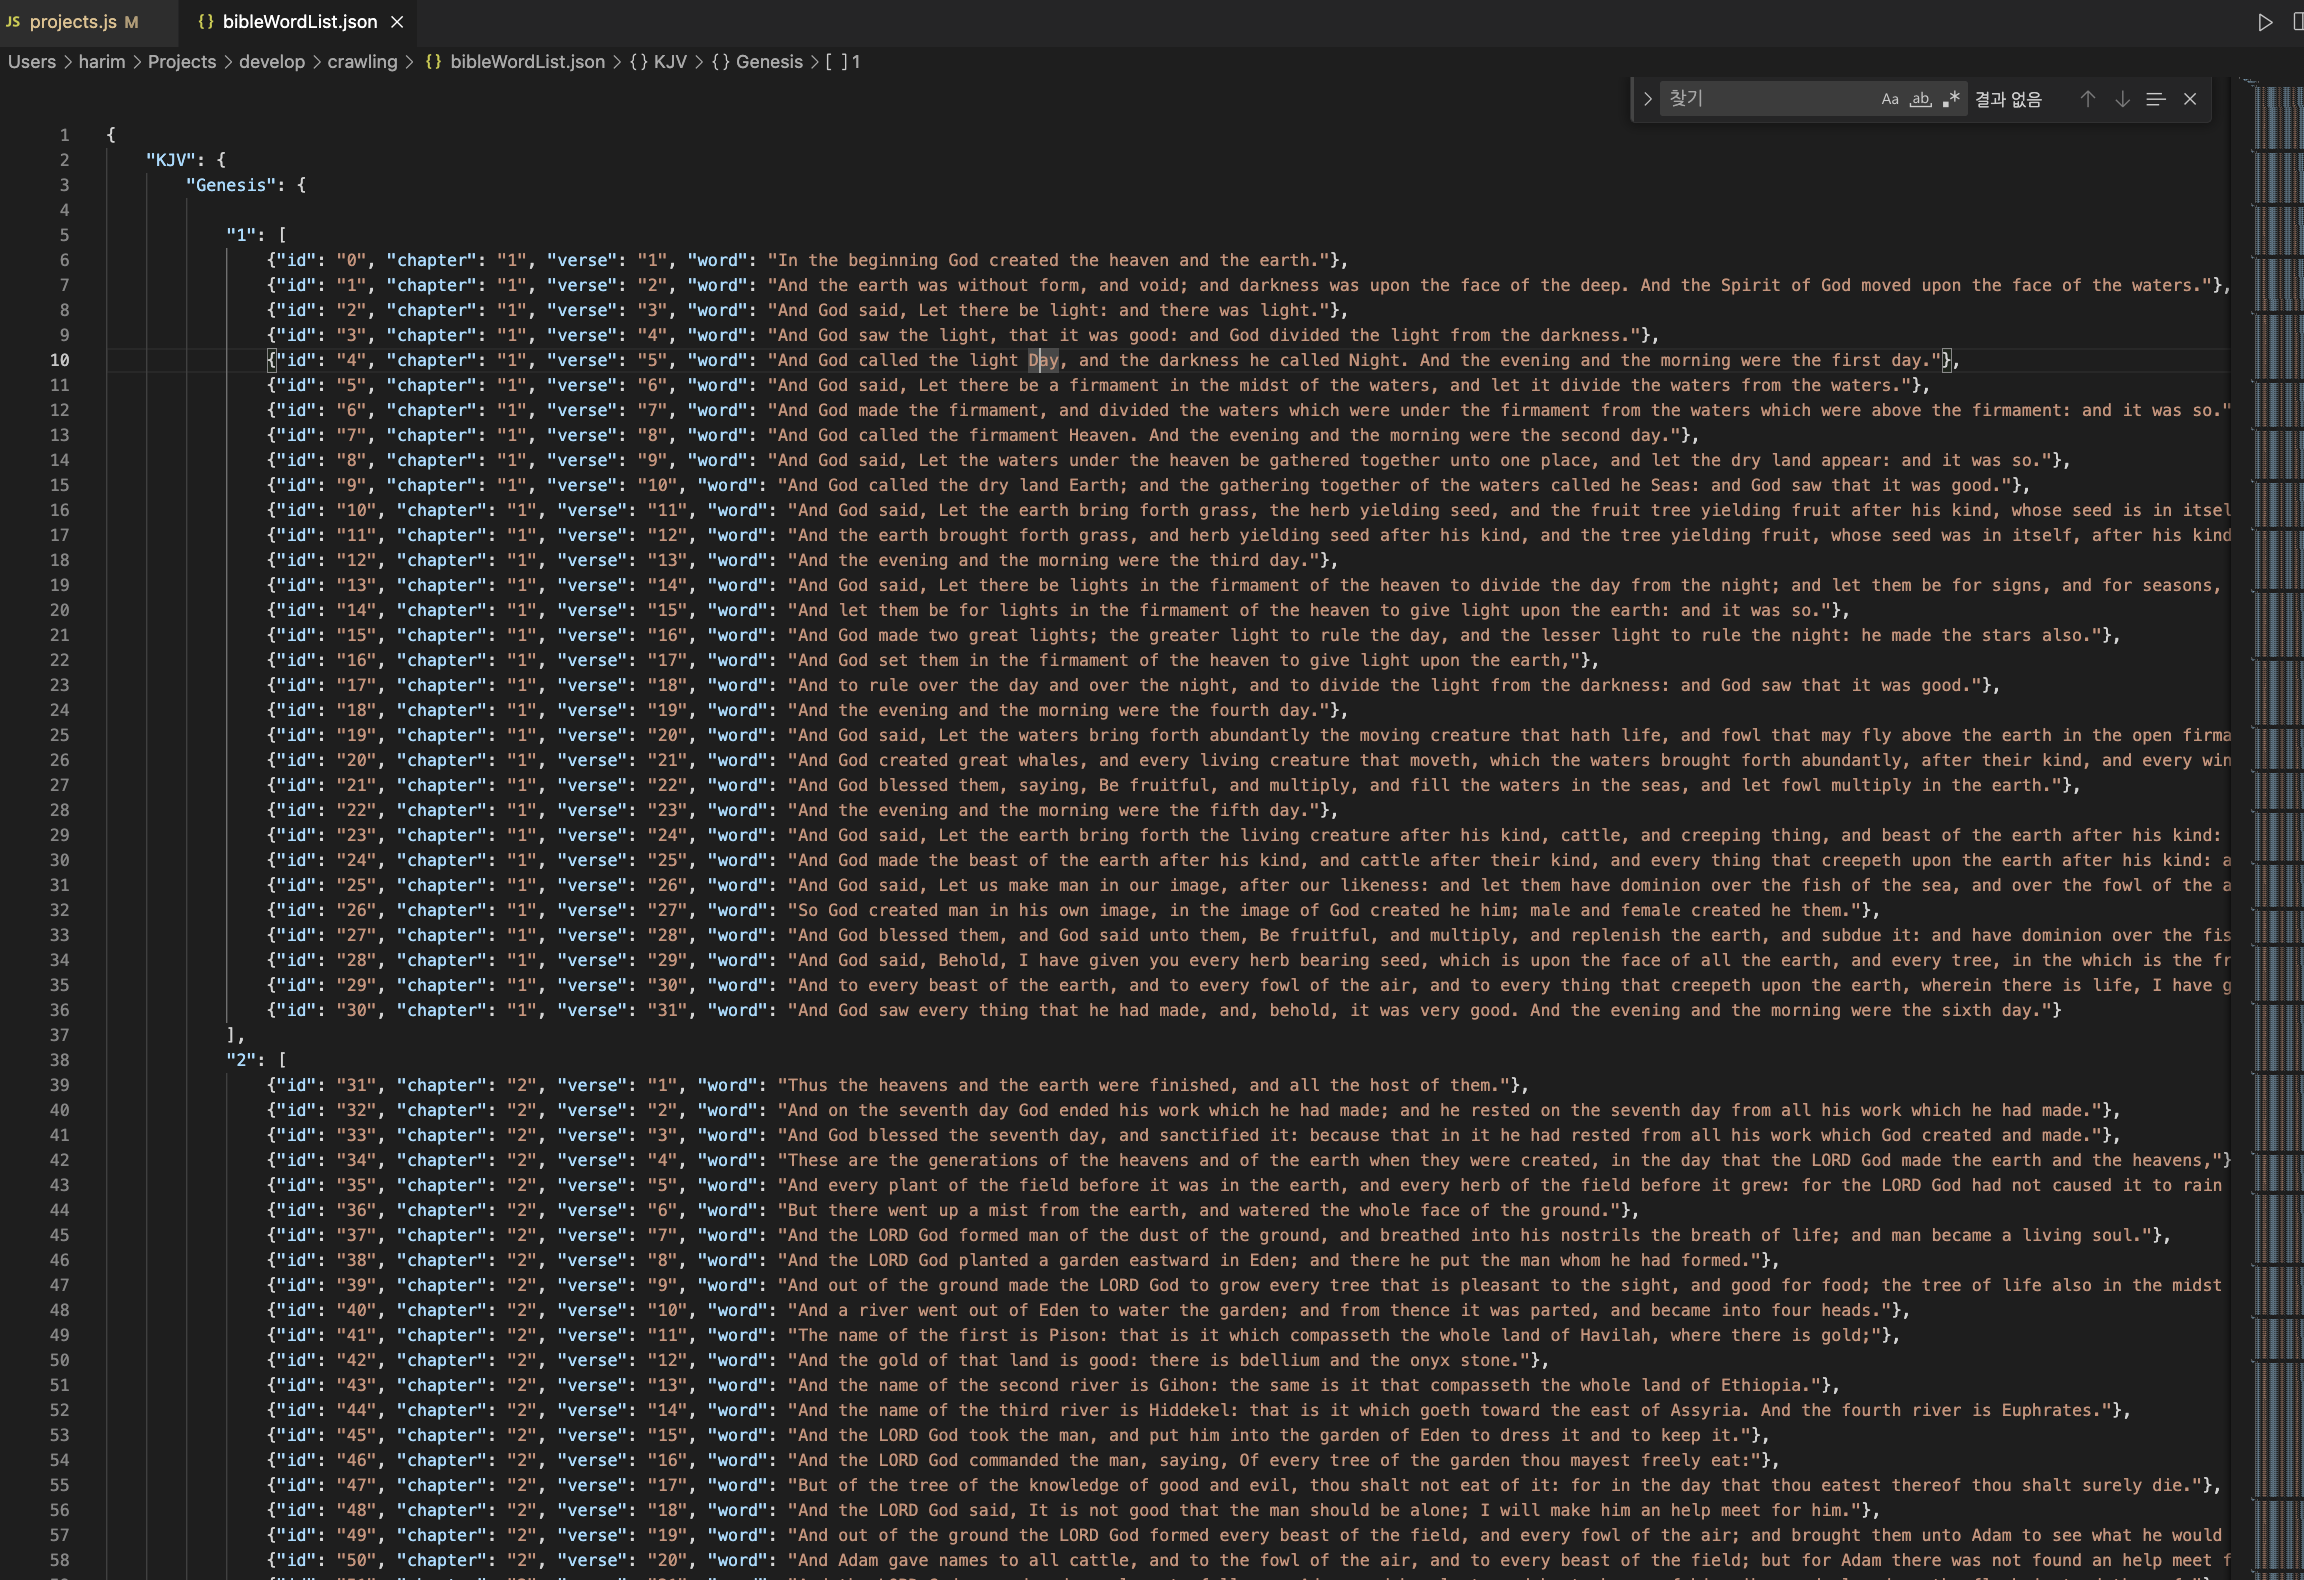 JS projects.js M {} bibleWordList.json ×
Users > harim > Projects > develop > crawling > {} bibleWordList.json > {} KJV > {} Genesis > [ ] 1
찾기 Aa ab .* 결과 없음
1 {
2 "KJV": {
3 "Genesis": {
4
5 "1": [
6 {"id": "0", "chapter": "1", "verse": "1", "word": "In the beginning God created the heaven and the earth."},
7 {"id": "1", "chapter": "1", "verse": "2", "word": "And the earth was without form, and void; and darkness was upon the face of the deep. And the Spirit of God moved upon the face of the waters."},
8 {"id": "2", "chapter": "1", "verse": "3", "word": "And God said, Let there be light: and there was light."},
9 {"id": "3", "chapter": "1", "verse": "4", "word": "And God saw the light, that it was good: and God divided the light from the darkness."},
10 {"id": "4", "chapter": "1", "verse": "5", "word": "And God called the light Day, and the darkness he called Night. And the evening and the morning were the first day."},
11 {"id": "5", "chapter": "1", "verse": "6", "word": "And God said, Let there be a firmament in the midst of the waters, and let it divide the waters from the waters."},
12 {"id": "6", "chapter": "1", "verse": "7", "word": "And God made the firmament, and divided the waters which were under the firmament from the waters which were above the firmament: and it was so."
13 {"id": "7", "chapter": "1", "verse": "8", "word": "And God called the firmament Heaven. And the evening and the morning were the second day."},
14 {"id": "8", "chapter": "1", "verse": "9", "word": "And God said, Let the waters under the heaven be gathered together unto one place, and let the dry land appear: and it was so."},
15 {"id": "9", "chapter": "1", "verse": "10", "word": "And God called the dry land Earth; and the gathering together of the waters called he Seas: and God saw that it was good."},
16 {"id": "10", "chapter": "1", "verse": "11", "word": "And God said, Let the earth bring forth grass, the herb yielding seed, and the fruit tree yielding fruit after his kind, whose seed is in itsel
17 {"id": "11", "chapter": "1", "verse": "12", "word": "And the earth brought forth grass, and herb yielding seed after his kind, and the tree yielding fruit, whose seed was in itself, after his kind
18 {"id": "12", "chapter": "1", "verse": "13", "word": "And the evening and the morning were the third day."},
19 {"id": "13", "chapter": "1", "verse": "14", "word": "And God said, Let there be lights in the firmament of the heaven to divide the day from the night; and let them be for signs, and for seasons,
20 {"id": "14", "chapter": "1", "verse": "15", "word": "And let them be for lights in the firmament of the heaven to give light upon the earth: and it was so."},
21 {"id": "15", "chapter": "1", "verse": "16", "word": "And God made two great lights; the greater light to rule the day, and the lesser light to rule the night: he made the stars also."},
22 {"id": "16", "chapter": "1", "verse": "17", "word": "And God set them in the firmament of the heaven to give light upon the earth,"},
23 {"id": "17", "chapter": "1", "verse": "18", "word": "And to rule over the day and over the night, and to divide the light from the darkness: and God saw that it was good."},
24 {"id": "18", "chapter": "1", "verse": "19", "word": "And the evening and the morning were the fourth day."},
25 {"id": "19", "chapter": "1", "verse": "20", "word": "And God said, Let the waters bring forth abundantly the moving creature that hath life, and fowl that may fly above the earth in the open firma
26 {"id": "20", "chapter": "1", "verse": "21", "word": "And God created great whales, and every living creature that moveth, which the waters brought forth abundantly, after their kind, and every win
27 {"id": "21", "chapter": "1", "verse": "22", "word": "And God blessed them, saying, Be fruitful, and multiply, and fill the waters in the seas, and let fowl multiply in the earth."},
28 {"id": "22", "chapter": "1", "verse": "23", "word": "And the evening and the morning were the fifth day."},
29 {"id": "23", "chapter": "1", "verse": "24", "word": "And God said, Let the earth bring forth the living creature after his kind, cattle, and creeping thing, and beast of the earth after his kind:
30 {"id": "24", "chapter": "1", "verse": "25", "word": "And God made the beast of the earth after his kind, and cattle after their kind, and every thing that creepeth upon the earth after his kind: a
31 {"id": "25", "chapter": "1", "verse": "26", "word": "And God said, Let us make man in our image, after our likeness: and let them have dominion over the fish of the sea, and over the fowl of the a
32 {"id": "26", "chapter": "1", "verse": "27", "word": "So God created man in his own image, in the image of God created he him; male and female created he them."},
33 {"id": "27", "chapter": "1", "verse": "28", "word": "And God blessed them, and God said unto them, Be fruitful, and multiply, and replenish the earth, and subdue it: and have dominion over the fis
34 {"id": "28", "chapter": "1", "verse": "29", "word": "And God said, Behold, I have given you every herb bearing seed, which is upon the face of all the earth, and every tree, in the which is the fr
35 {"id": "29", "chapter": "1", "verse": "30", "word": "And to every beast of the earth, and to every fowl of the air, and to every thing that creepeth upon the earth, wherein there is life, I have g
36 {"id": "30", "chapter": "1", "verse": "31", "word": "And God saw every thing that he had made, and, behold, it was very good. And the evening and the morning were the sixth day."}
37 ],
38 "2": [
39 {"id": "31", "chapter": "2", "verse": "1", "word": "Thus the heavens and the earth were finished, and all the host of them."},
40 {"id": "32", "chapter": "2", "verse": "2", "word": "And on the seventh day God ended his work which he had made; and he rested on the seventh day from all his work which he had made."},
41 {"id": "33", "chapter": "2", "verse": "3", "word": "And God blessed the seventh day, and sanctified it: because that in it he had rested from all his work which God created and made."},
42 {"id": "34", "chapter": "2", "verse": "4", "word": "These are the generations of the heavens and of the earth when they were created, in the day that the LORD God made the earth and the heavens,"}
43 {"id": "35", "chapter": "2", "verse": "5", "word": "And every plant of the field before it was in the earth, and every herb of the field before it grew: for the LORD God had not caused it to rain
44 {"id": "36", "chapter": "2", "verse": "6", "word": "But there went up a mist from the earth, and watered the whole face of the ground."},
45 {"id": "37", "chapter": "2", "verse": "7", "word": "And the LORD God formed man of the dust of the ground, and breathed into his nostrils the breath of life; and man became a living soul."},
46 {"id": "38", "chapter": "2", "verse": "8", "word": "And the LORD God planted a garden eastward in Eden; and there he put the man whom he had formed."},
47 {"id": "39", "chapter": "2", "verse": "9", "word": "And out of the ground made the LORD God to grow every tree that is pleasant to the sight, and good for food; the tree of life also in the midst
48 {"id": "40", "chapter": "2", "verse": "10", "word": "And a river went out of Eden to water the garden; and from thence it was parted, and became into four heads."},
49 {"id": "41", "chapter": "2", "verse": "11", "word": "The name of the first is Pison: that is it which compasseth the whole land of Havilah, where there is gold;"},
50 {"id": "42", "chapter": "2", "verse": "12", "word": "And the gold of that land is good: there is bdellium and the onyx stone."},
51 {"id": "43", "chapter": "2", "verse": "13", "word": "And the name of the second river is Gihon: the same is it that compasseth the whole land of Ethiopia."},
52 {"id": "44", "chapter": "2", "verse": "14", "word": "And the name of the third river is Hiddekel: that is it which goeth toward the east of Assyria. And the fourth river is Euphrates."},
53 {"id": "45", "chapter": "2", "verse": "15", "word": "And the LORD God took the man, and put him into the garden of Eden to dress it and to keep it."},
54 {"id": "46", "chapter": "2", "verse": "16", "word": "And the LORD God commanded the man, saying, Of every tree of the garden thou mayest freely eat:"},
55 {"id": "47", "chapter": "2", "verse": "17", "word": "But of the tree of the knowledge of good and evil, thou shalt not eat of it: for in the day that thou eatest thereof thou shalt surely die."},
56 {"id": "48", "chapter": "2", "verse": "18", "word": "And the LORD God said, It is not good that the man should be alone; I will make him an help meet for him."},
57 {"id": "49", "chapter": "2", "verse": "19", "word": "And out of the ground the LORD God formed every beast of the field, and every fowl of the air; and brought them unto Adam to see what he would
58 {"id": "50", "chapter": "2", "verse": "20", "word": "And Adam gave names to all cattle, and to the fowl of the air, and to every beast of the field; but for Adam there was not found an help meet f